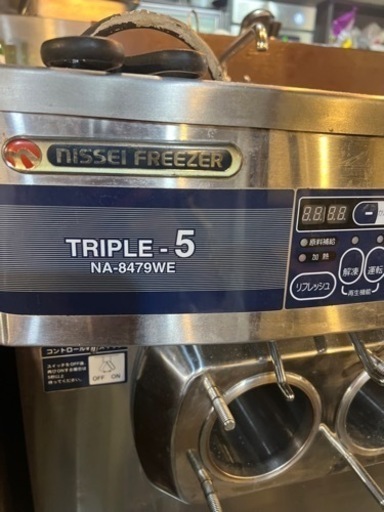 NISSEI FREEZER
TRIPLE - 5
NA-8479WE
88.88.
-
原料補給
加熱
リフレッシュ
解凍
運転
再生機能
コントロール
OFF ON